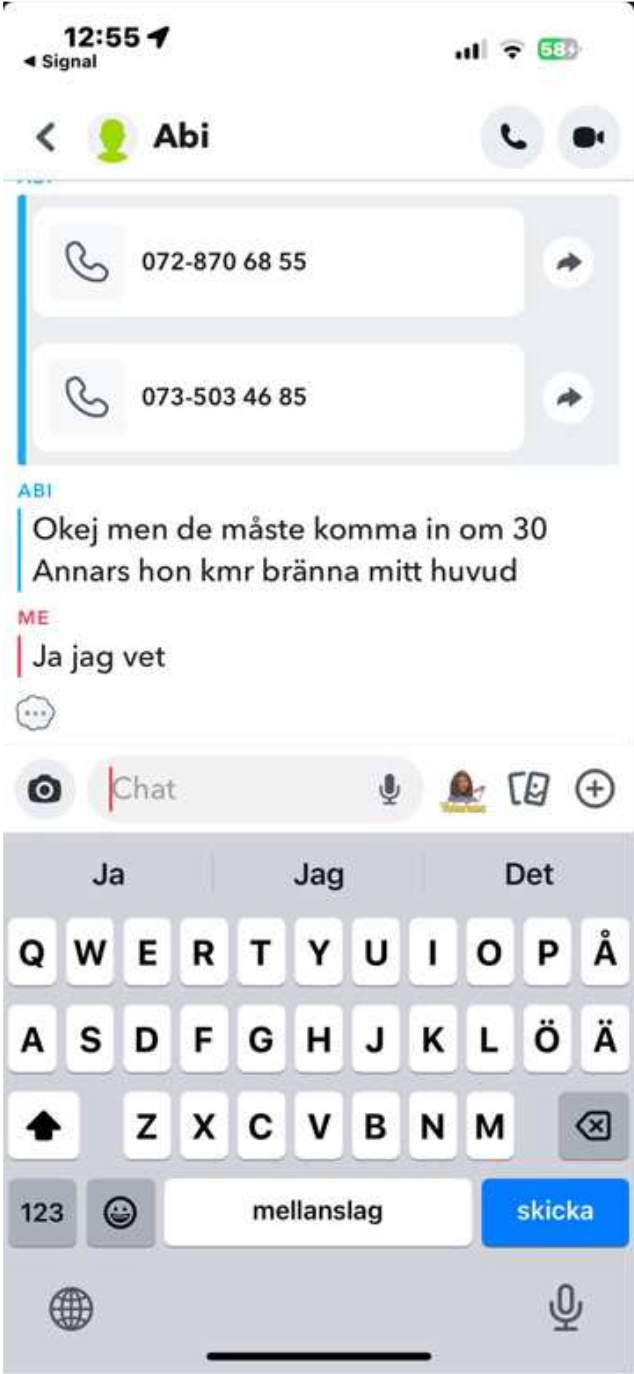 12:55
◀ Signal
58
Abi
072-870 68 55
073-503 46 85
ABI
Okej men de måste komma in om 30
Annars hon kmr bränna mitt huvud
ME
Ja jag vet
Chat
Ja Jag Det
Q W E R T Y U I O P Å
A S D F G H J K L Ö Ä
Z X C V B N M
123 mellanslag skicka